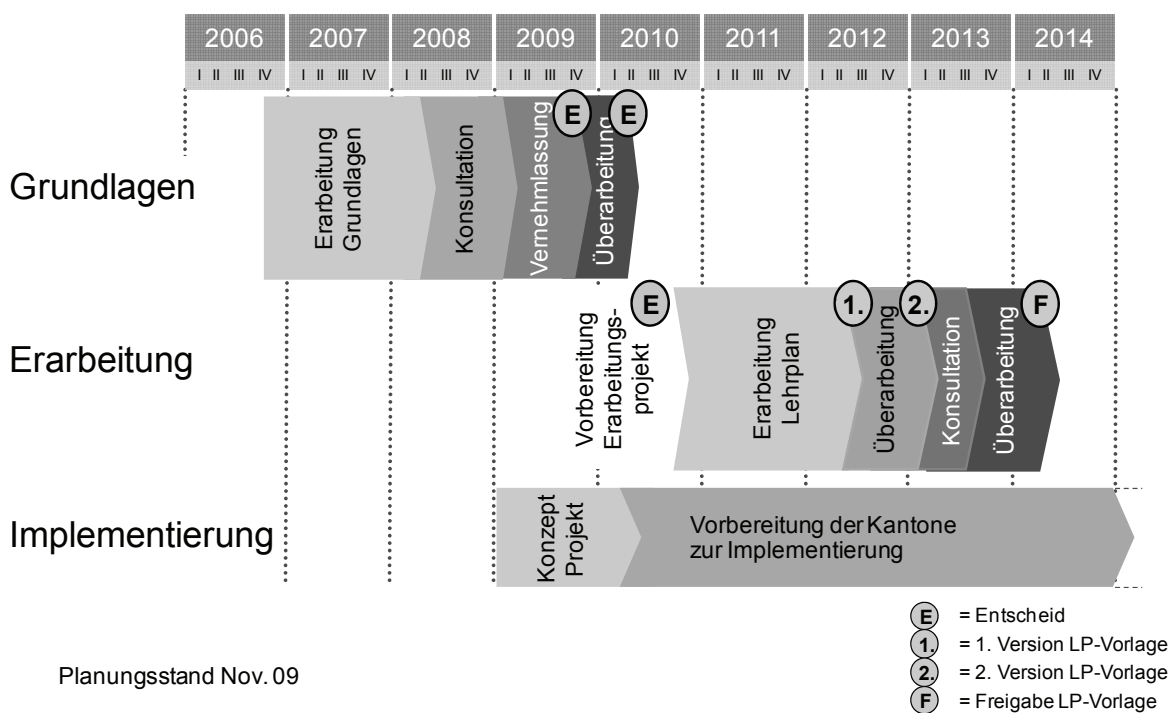 2006 2007 2008 2009 2010 2011 2012 2013 2014
I II III IV I II III IV I II III IV I II III IV I II III IV I II III IV I II III IV I II III IV I II III IV
Grundlagen
Erarbeitung
Grundlagen
Konsultation
Vernehmlassung
E
Überarbeitung
E
Erarbeitung
Vorbereitung
Erarbeitungs-
projekt
E
Erarbeitung
Lehrplan
1.
Überarbeitung
2.
Konsultation
Überarbeitung
F
Implementierung
Konzept
Projekt
Vorbereitung der Kantone
zur Implementierung
E = Entscheid
1. = 1. Version LP-Vorlage
2. = 2. Version LP-Vorlage
F = Freigabe LP-Vorlage
Planungsstand Nov. 09